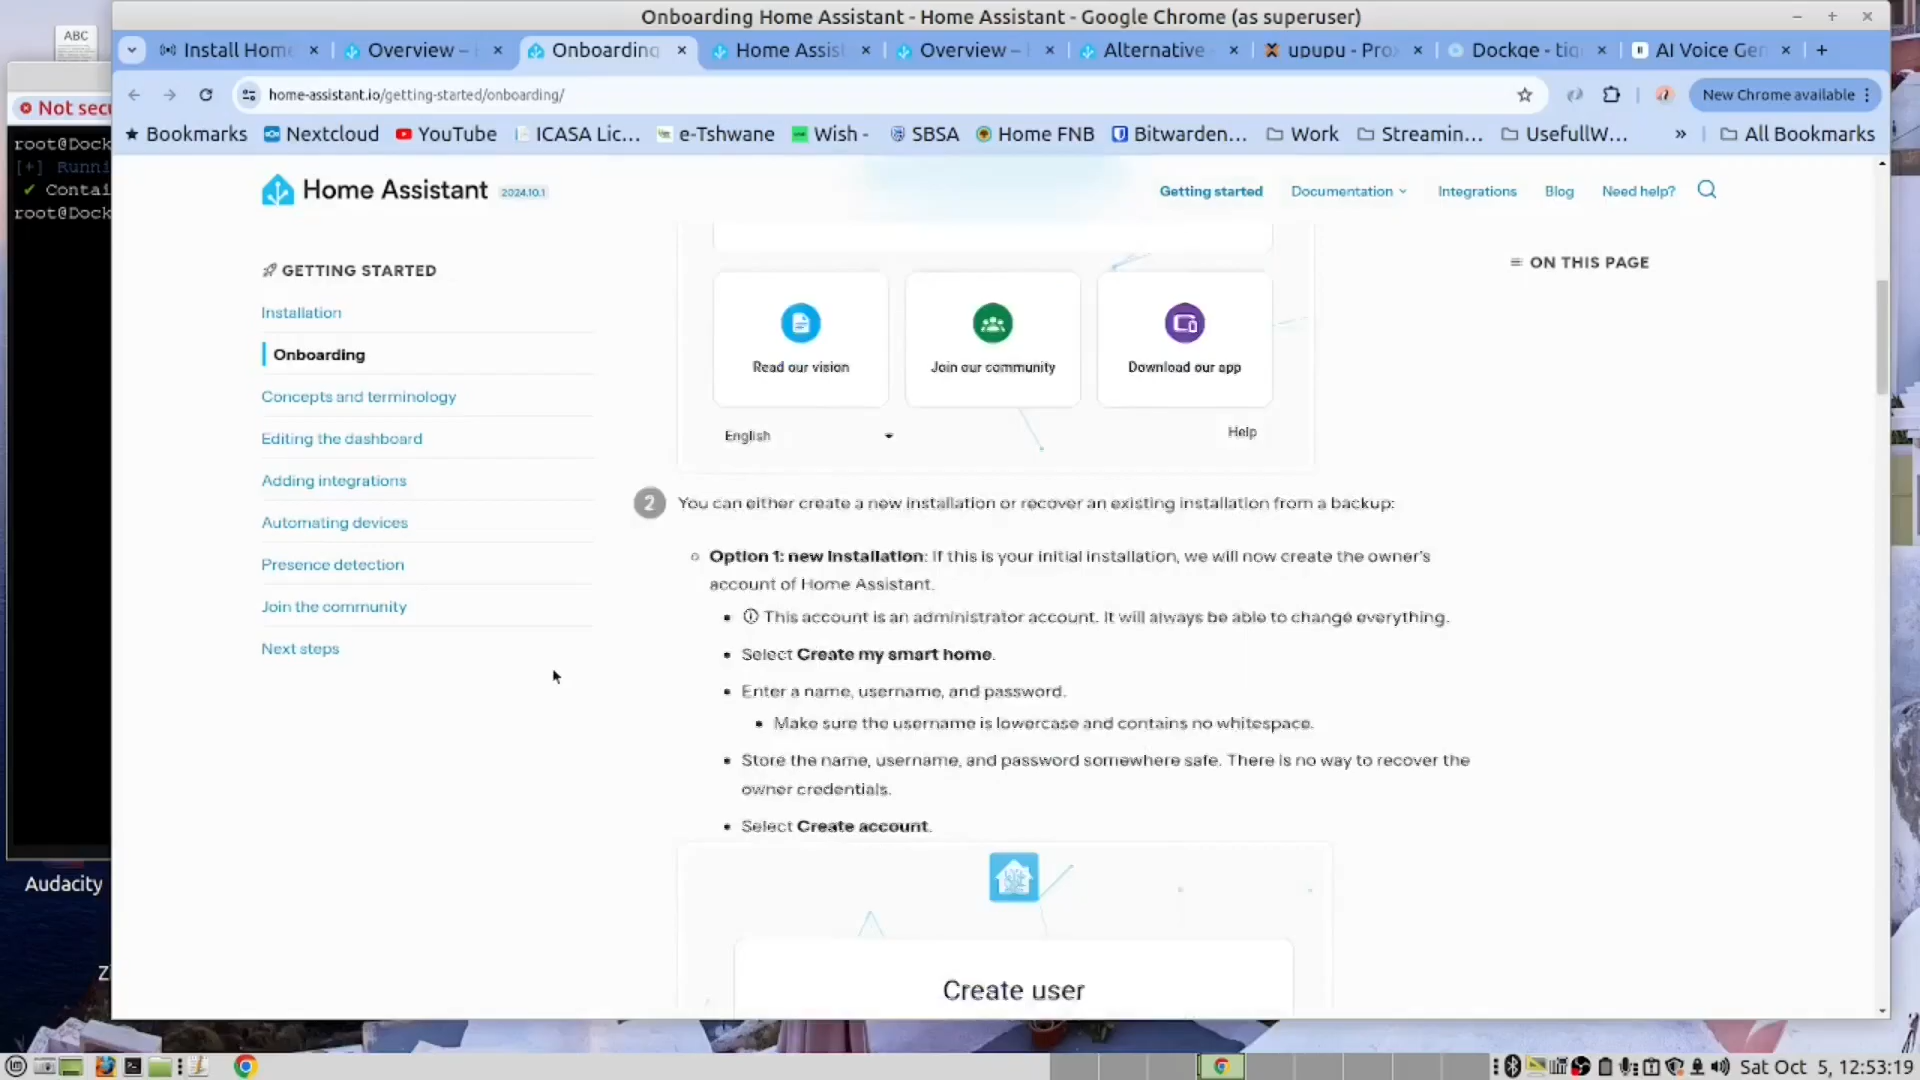 Onboarding Home Assistant - Home Assistant - Google Chrome (as superuser)
ABC
Install Home
Overview –
Onboarding
Home Assist
Overview –
Alternative
upupu - Pro
Dockge - tig
AI Voice Gen
Not secu
home-assistant.io/getting-started/onboarding/
New Chrome available
Bookmarks
Nextcloud
YouTube
ICASA Lic...
e-Tshwane
Wish -
SBSA
Home FNB
Bitwarden...
Work
Streamin...
UsefullW...
»
All Bookmarks
root@Dock
[+] Runni
✔ Contai
root@Dock
Home Assistant 2024.10.1
Getting started
Documentation
Integrations
Blog
Need help?
GETTING STARTED
Installation
Onboarding
Concepts and terminology
Editing the dashboard
Adding integrations
Automating devices
Presence detection
Join the community
Next steps
ON THIS PAGE
Read our vision
Join our community
Download our app
English
Help
2 You can either create a new installation or recover an existing installation from a backup:
Option 1: new installation: If this is your initial installation, we will now create the owner's
account of Home Assistant.
This account is an administrator account. It will always be able to change everything.
Select Create my smart home.
Enter a name, username, and password.
Make sure the username is lowercase and contains no whitespace.
Store the name, username, and password somewhere safe. There is no way to recover the
owner credentials.
Select Create account.
Create user
Audacity
Z
Sat Oct 5, 12:53:19